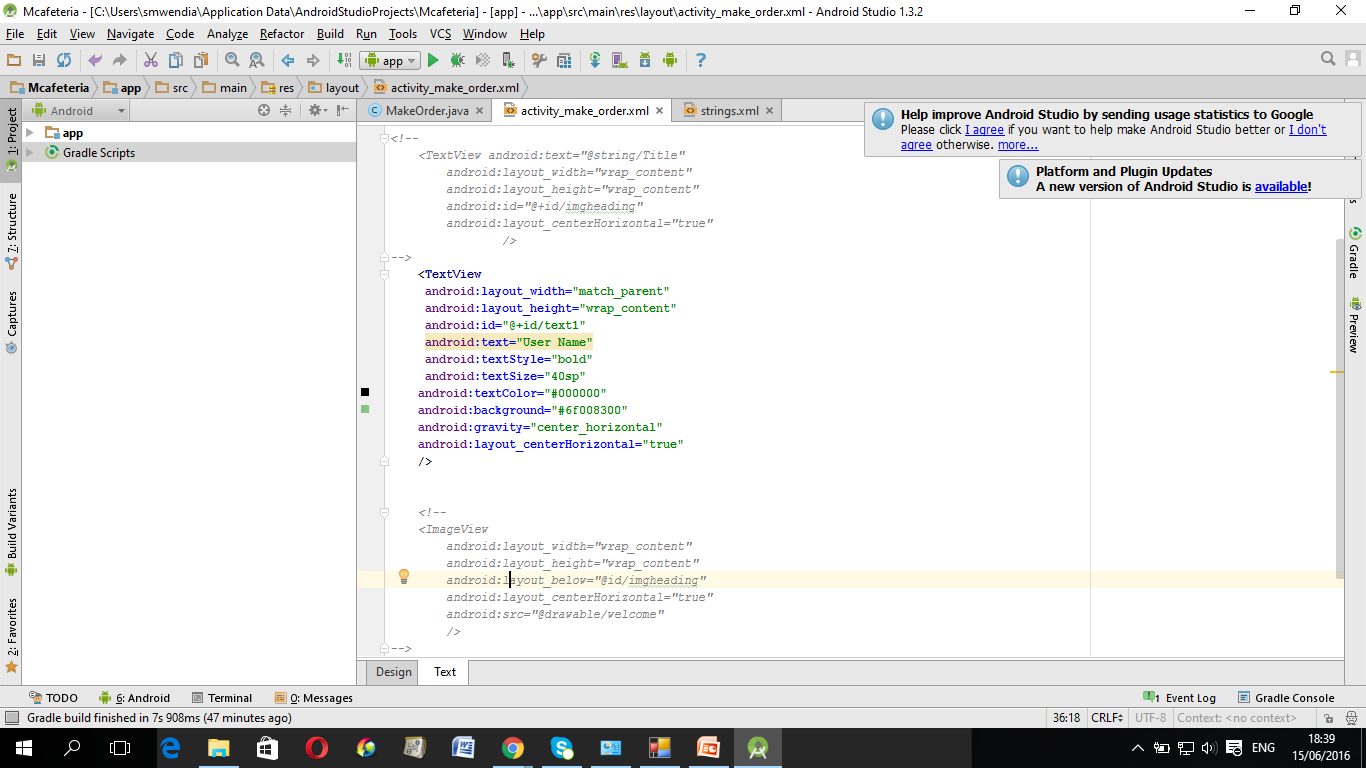 Mcafeteria - [C:\Users\smwendia\Application Data\AndroidStudioProjects\Mcafeteria] - [app] - ...\app\src\main\res\layout\activity_make_order.xml - Android Studio 1.3.2
File Edit View Navigate Code Analyze Refactor Build Run Tools VCS Window Help
app
Mcafeteria app src main res layout activity_make_order.xml
Android
MakeOrder.java activity_make_order.xml strings.xml
app
Gradle Scripts
1: Project
7: Structure
Captures
Build Variants
2: Favorites
Help improve Android Studio by sending usage statistics to Google
Please click I agree if you want to help make Android Studio better or I don't
agree otherwise. more...
Platform and Plugin Updates
A new version of Android Studio is available!
Gradle
Preview
<!--
<TextView android:text="@string/Title"
android:layout_width="wrap_content"
android:layout_height="wrap_content"
android:id="@+id/imgheading"
android:layout_centerHorizontal="true"
/>
-->
<TextView
android:layout_width="match_parent"
android:layout_height="wrap_content"
android:id="@+id/text1"
android:text="User Name"
android:textStyle="bold"
android:textSize="40sp"
android:textColor="#000000"
android:background="#6f008300"
android:gravity="center_horizontal"
android:layout_centerHorizontal="true"
/>
<!--
<ImageView
android:layout_width="wrap_content"
android:layout_height="wrap_content"
android:layout_below="@id/imgheading"
android:layout_centerHorizontal="true"
android:src="@drawable/welcome"
/>
-->
Design Text
TODO 6: Android Terminal 0: Messages 1 Event Log Gradle Console
Gradle build finished in 7s 908ms (47 minutes ago) 36:18 CRLF UTF-8 Context: <no context>
ENG
18:39
15/06/2016